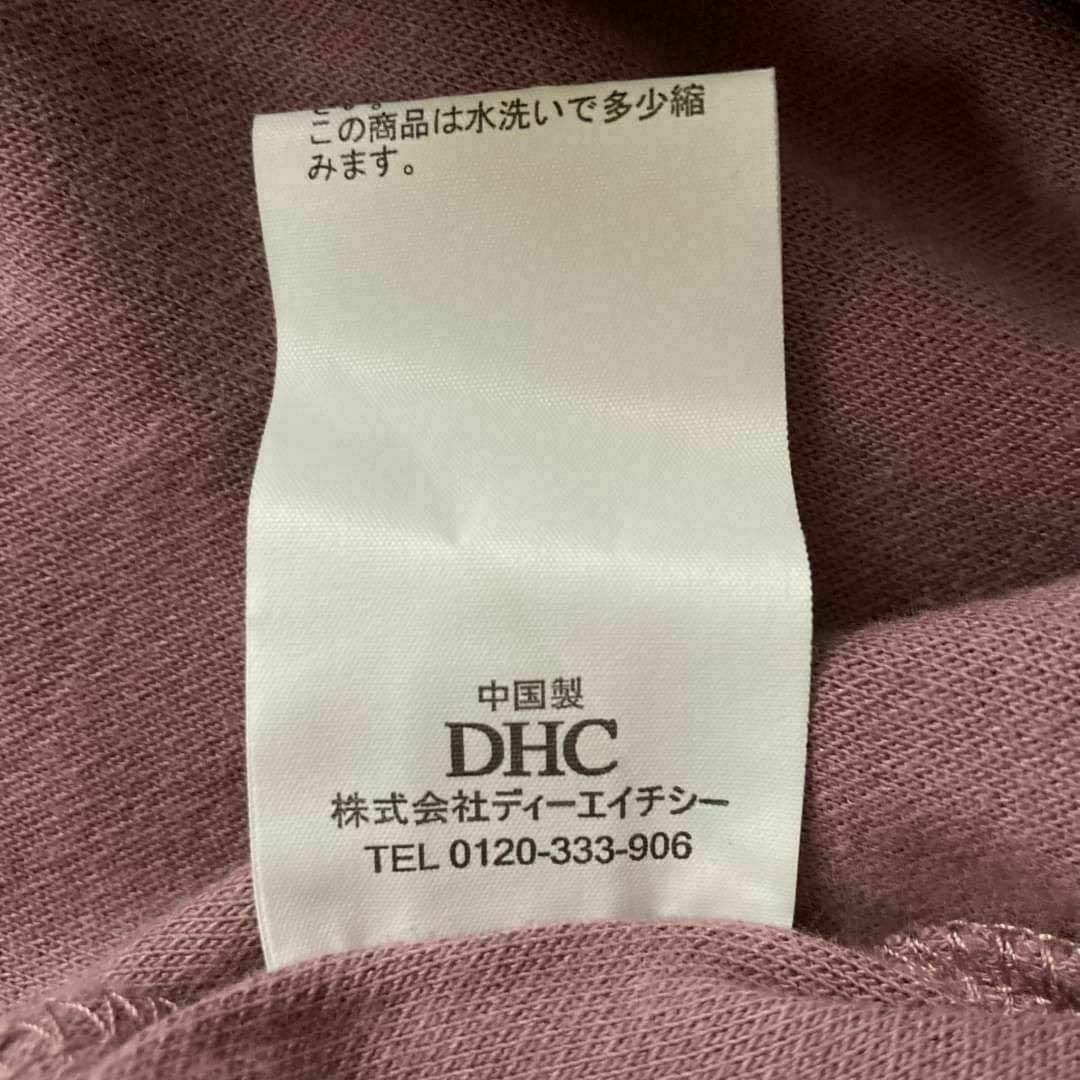 この商品は水洗いで多少縮
みます。
中国製
DHC
株式会社ディーエイチシー
TEL 0120-333-906